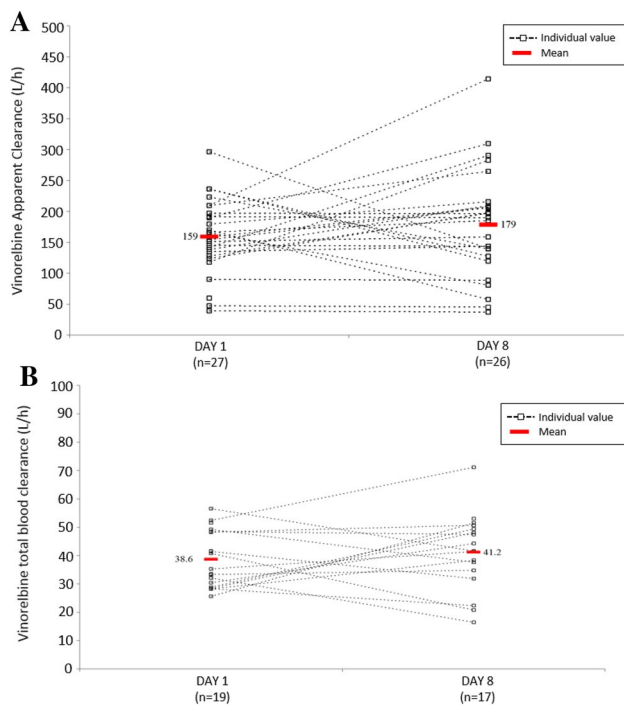 A
Vinorelbine Apparent Clearance (L/h)
500
450
400
350
300
250
200
150
100
50
0
Individual value
Mean
159
179
DAY 1
(n=27)
DAY 8
(n=26)
B
Vinorelbine total blood clearance (L/h)
100
90
80
70
60
50
40
30
20
10
0
Individual value
Mean
38.6
41.2
DAY 1
(n=19)
DAY 8
(n=17)